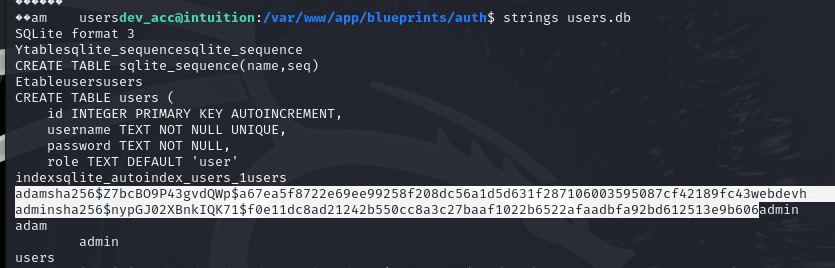 ��am    usersdev_acc@intuition:/var/www/app/blueprints/auth$ strings users.db
SQLite format 3
Ytablesqlite_sequencesqlite_sequence
CREATE TABLE sqlite_sequence(name,seq)
Etableusersusers
CREATE TABLE users (
    id INTEGER PRIMARY KEY AUTOINCREMENT,
    username TEXT NOT NULL UNIQUE,
    password TEXT NOT NULL,
    role TEXT DEFAULT 'user'
indexsqlite_autoindex_users_1users
adamsha256$Z7bcBO9P43gvdQWp$a67ea5f8722e69ee99258f208dc56a1d5d631f287106003595087cf42189fc43webdevh
adminsha256$nypGJ02XBnkIQK71$f0e11dc8ad21242b550cc8a3c27baaf1022b6522afaadbfa92bd612513e9b606admin
adam
        admin
users